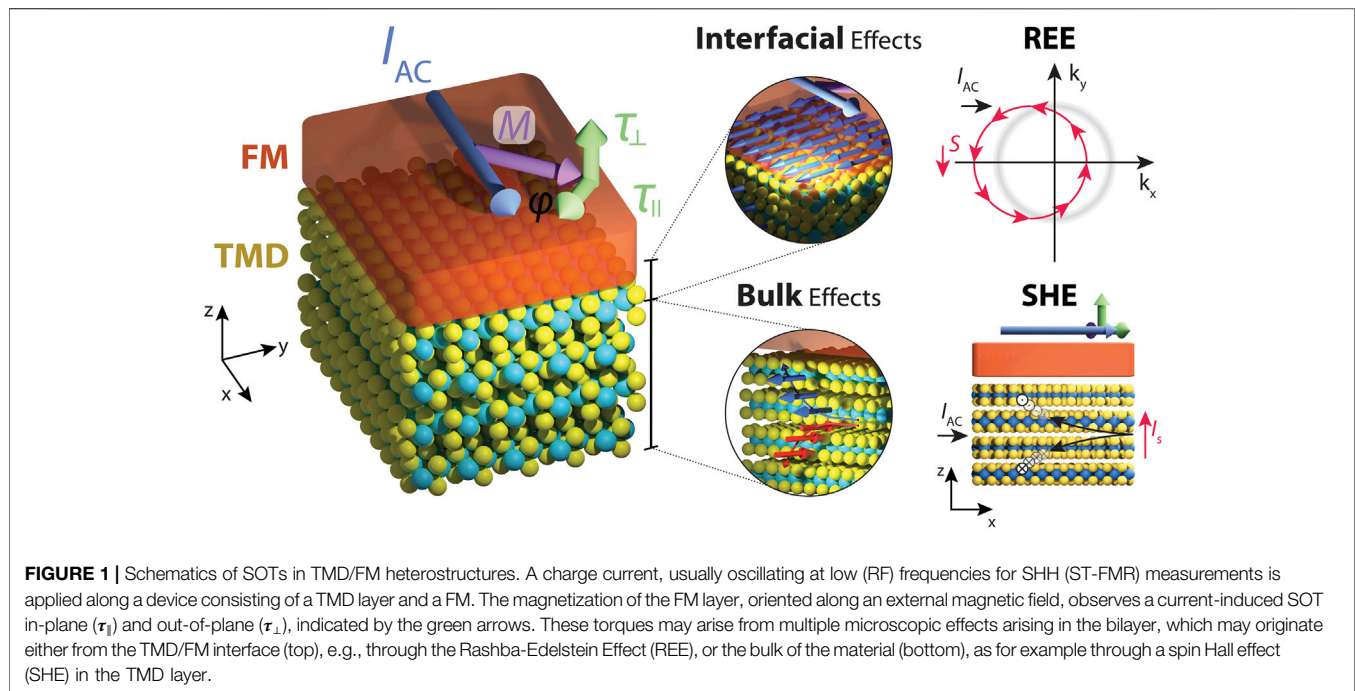 I_AC
M
FM
τ⊥
φ
τ||
TMD
z
y
x
Interfacial Effects
REE
I_AC
k_y
S
k_x
Bulk Effects
SHE
I_AC
I_s
z
x
FIGURE 1 | Schematics of SOTs in TMD/FM heterostructures. A charge current, usually oscillating at low (RF) frequencies for SHH (ST-FMR) measurements is
applied along a device consisting of a TMD layer and a FM. The magnetization of the FM layer, oriented along an external magnetic field, observes a current-induced SOT
in-plane (τ||) and out-of-plane (τ⊥), indicated by the green arrows. These torques may arise from multiple microscopic effects arising in the bilayer, which may originate
either from the TMD/FM interface (top), e.g., through the Rashba-Edelstein Effect (REE), or the bulk of the material (bottom), as for example through a spin Hall effect
(SHE) in the TMD layer.